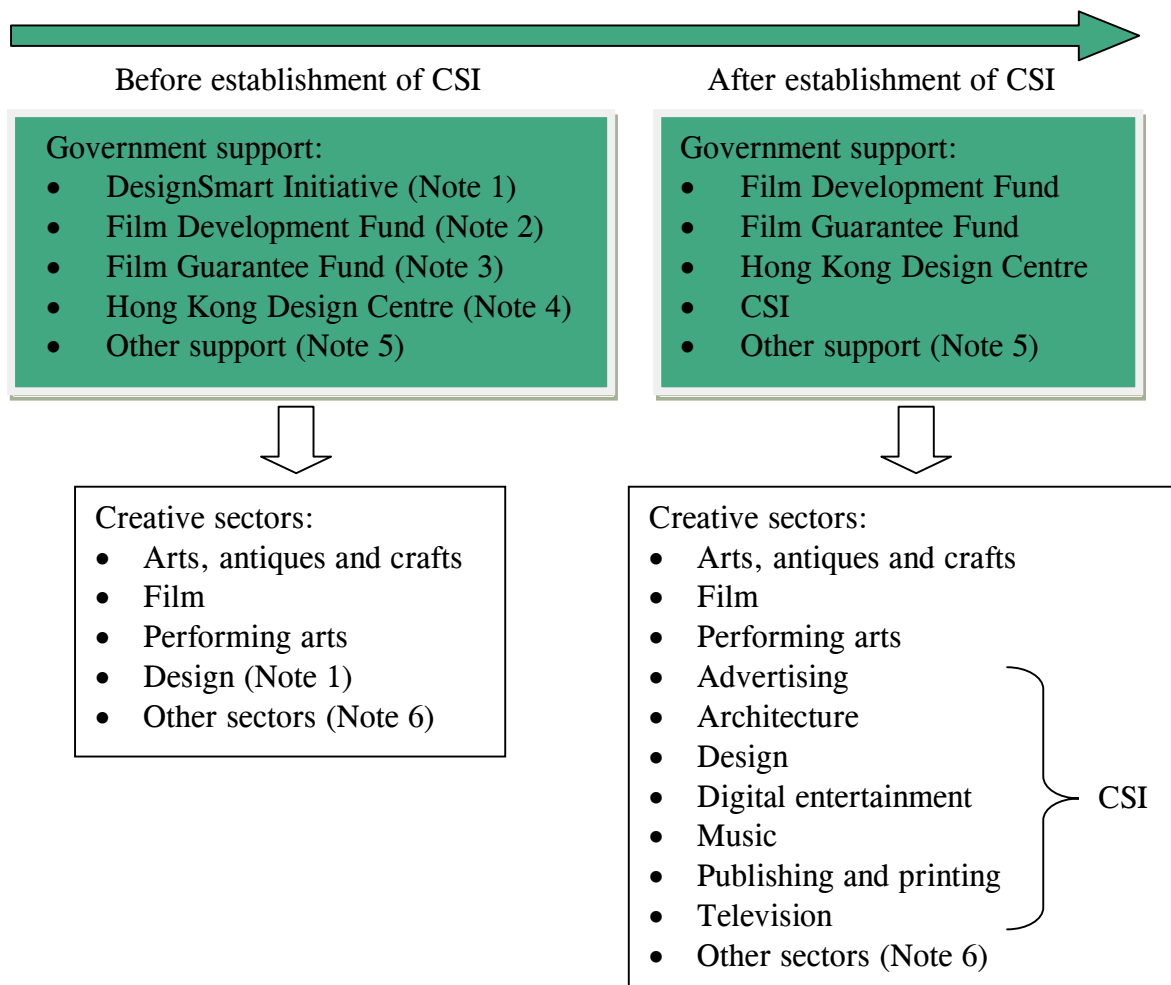 Before establishment of CSI
Government support:
• DesignSmart Initiative (Note 1)
• Film Development Fund (Note 2)
• Film Guarantee Fund (Note 3)
• Hong Kong Design Centre (Note 4)
• Other support (Note 5)
Creative sectors:
• Arts, antiques and crafts
• Film
• Performing arts
• Design (Note 1)
• Other sectors (Note 6)
After establishment of CSI
Government support:
• Film Development Fund
• Film Guarantee Fund
• Hong Kong Design Centre
• CSI
• Other support (Note 5)
Creative sectors:
• Arts, antiques and crafts
• Film
• Performing arts
• Advertising
• Architecture
• Design
• Digital entertainment
• Music
• Publishing and printing
• Television
• Other sectors (Note 6)
CSI